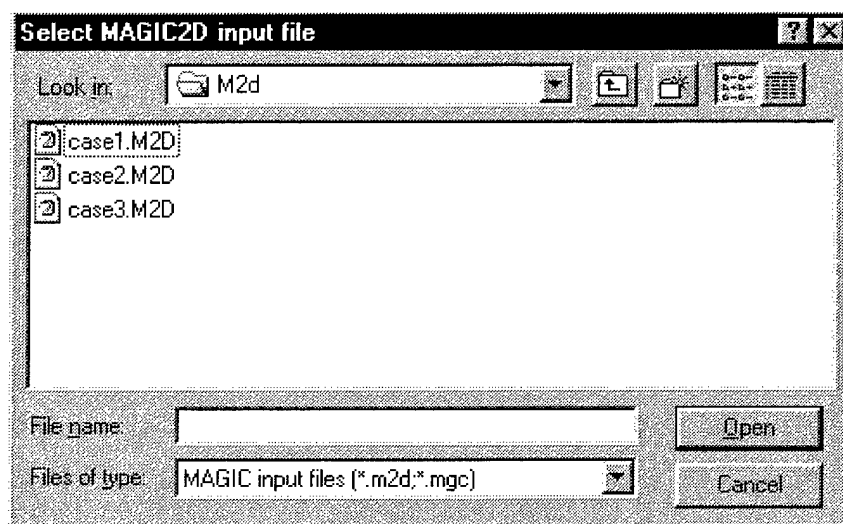 Select MAGIC2D input file
Look in: M2d
case1.M2D
case2.M2D
case3.M2D
File name: Open
Files of type: MAGIC input files (*.m2d;*.mgc) Cancel